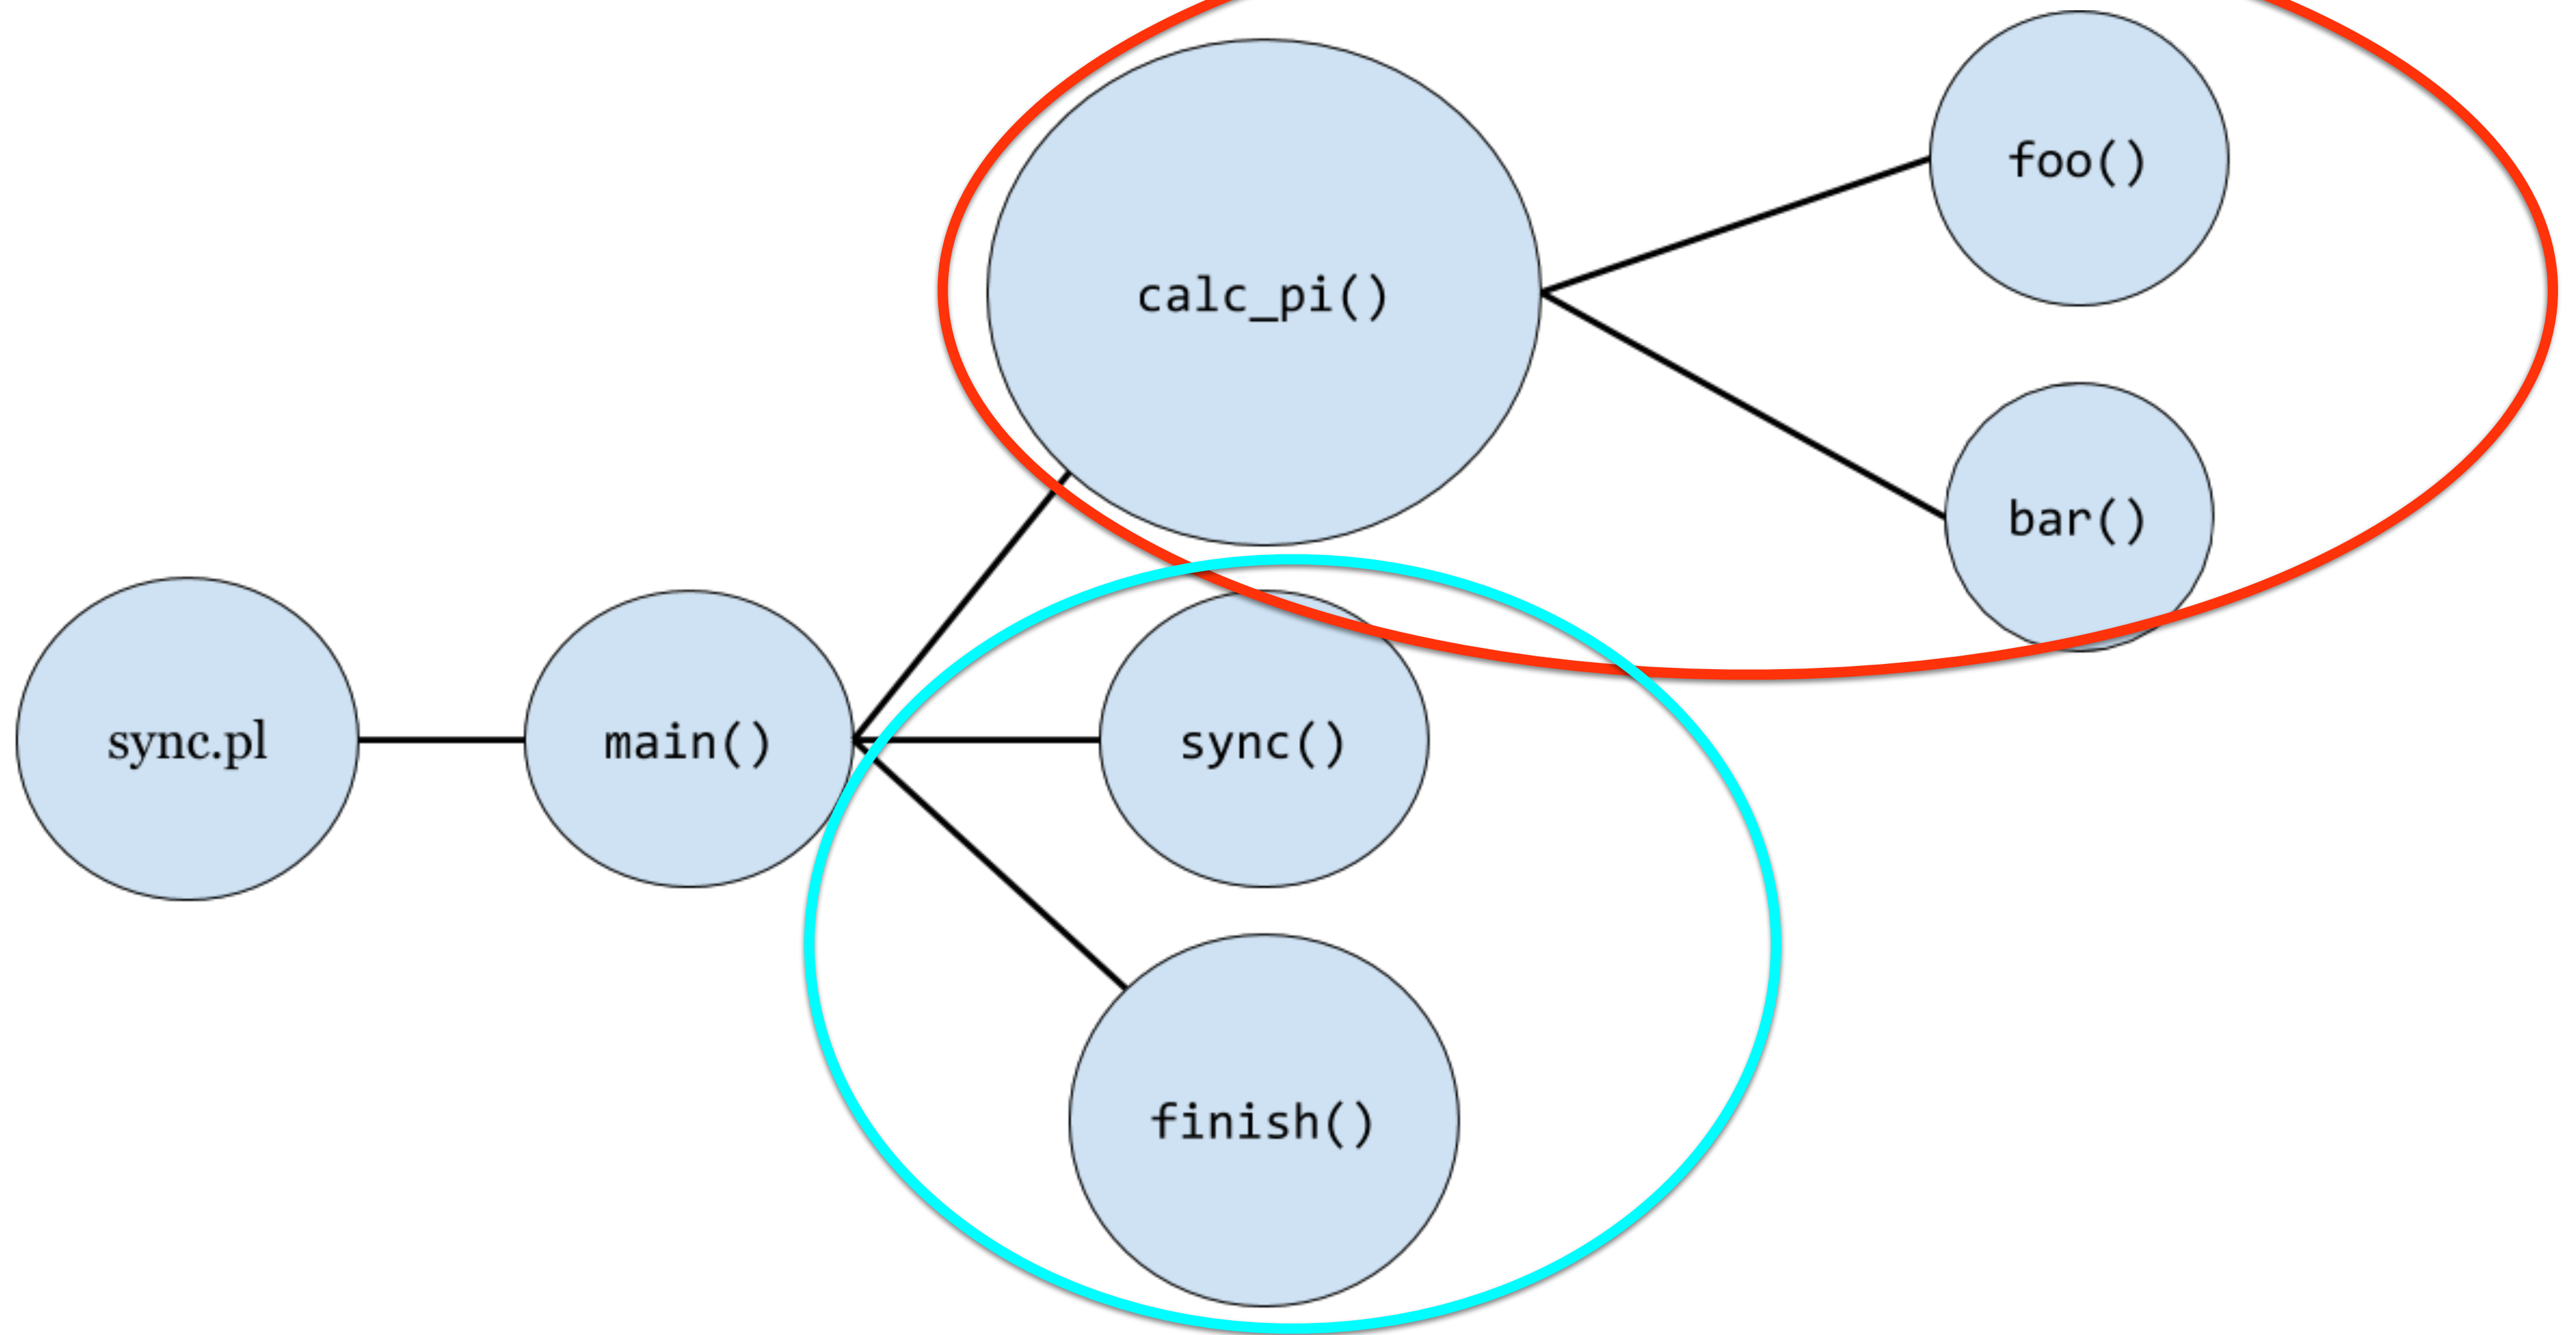 foo()
calc_pi()
bar()
sync.pl
main()
sync()
finish()